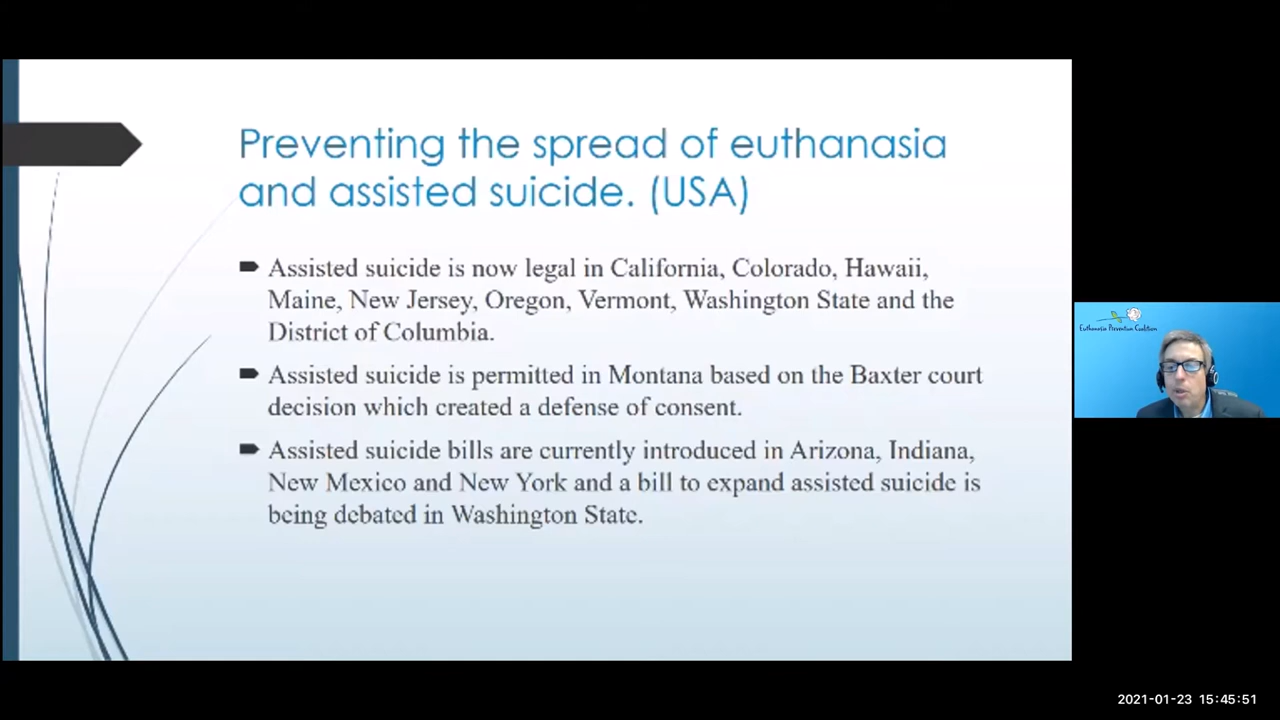 Preventing the spread of euthanasia
and assisted suicide. (USA)
Assisted suicide is now legal in California, Colorado, Hawaii,
Maine, New Jersey, Oregon, Vermont, Washington State and the
District of Columbia.
Assisted suicide is permitted in Montana based on the Baxter court
decision which created a defense of consent.
Assisted suicide bills are currently introduced in Arizona, Indiana,
New Mexico and New York and a bill to expand assisted suicide is
being debated in Washington State.
Euthanasia Prevention Coalition
2021-01-23 15:45:51